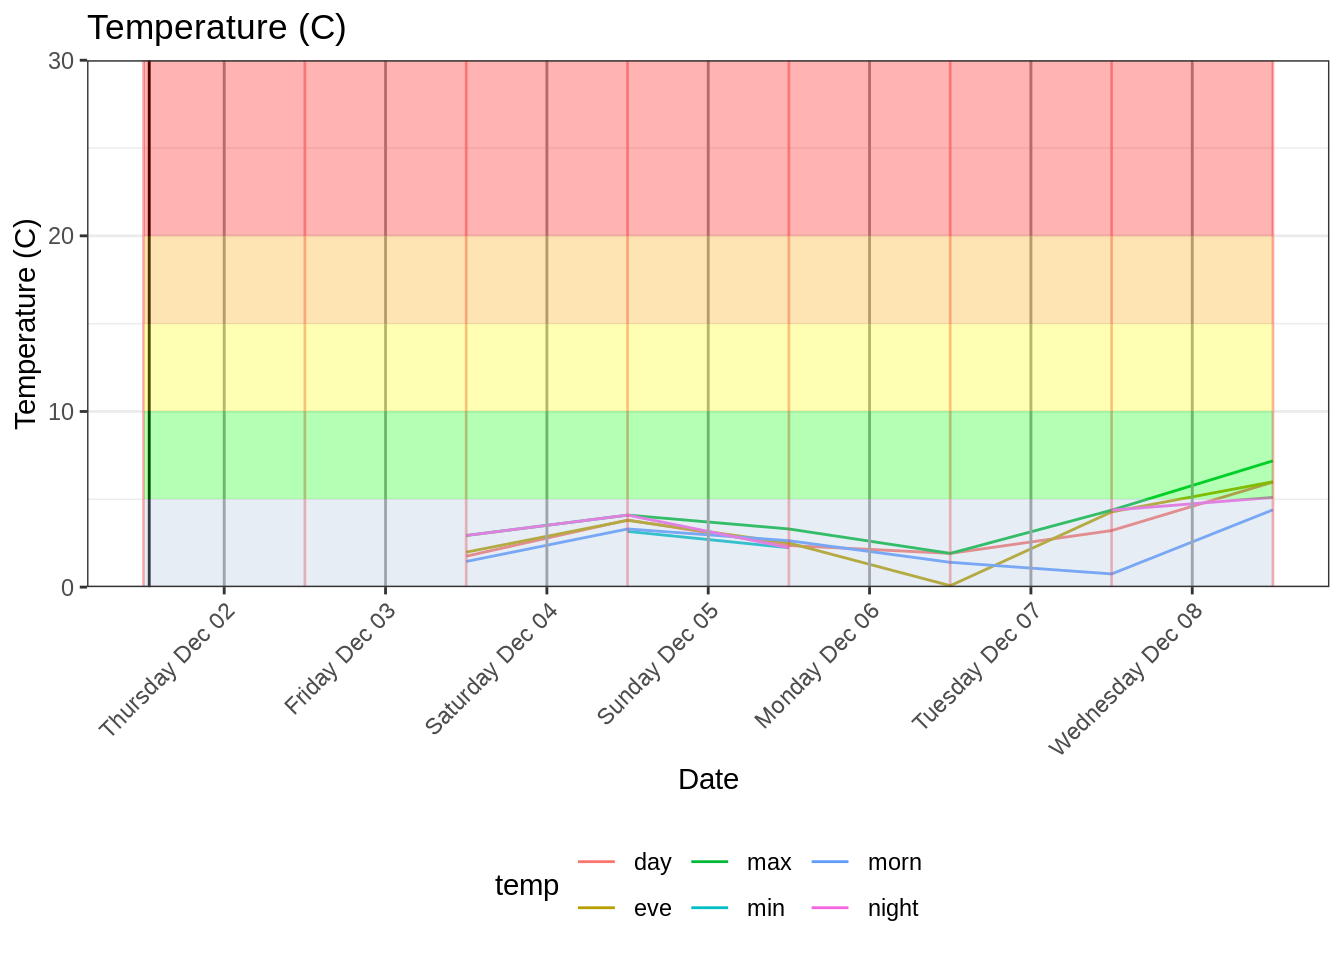 Temperature (C)
Temperature (C)
30
20
10
0
Thursday Dec 02
Friday Dec 03
Saturday Dec 04
Sunday Dec 05
Monday Dec 06
Tuesday Dec 07
Wednesday Dec 08
Date
temp
day max morn
eve min night